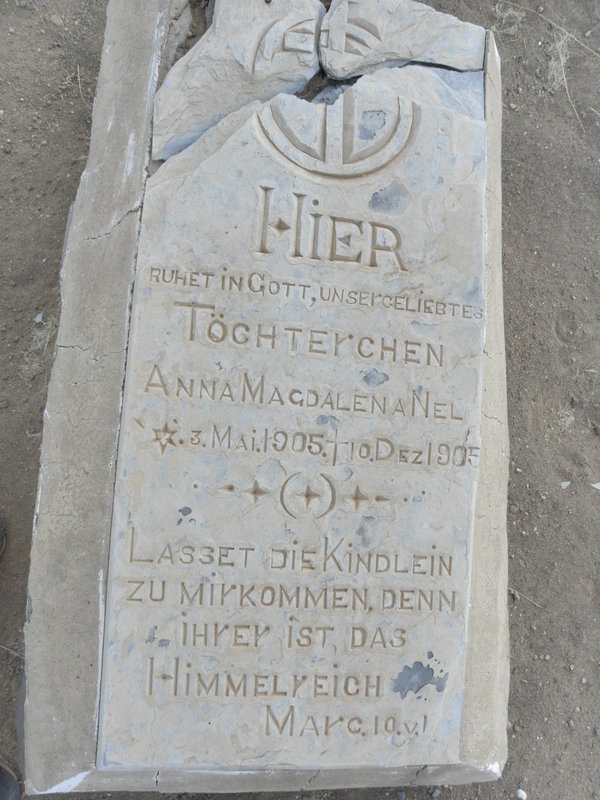 HIER
RUHET IN GOTT, UNSER GELIEBTES
TÖCHTERCHEN
ANNA MAGDALENA NEL
✡. 3. MAI. 1905. † 10. DEZ 1905
LASSET DIE KINDLEIN
ZU MIR KOMMEN, DENN
IHRER IST DAS
HIMMELREICH
MARC. 10. V. 1